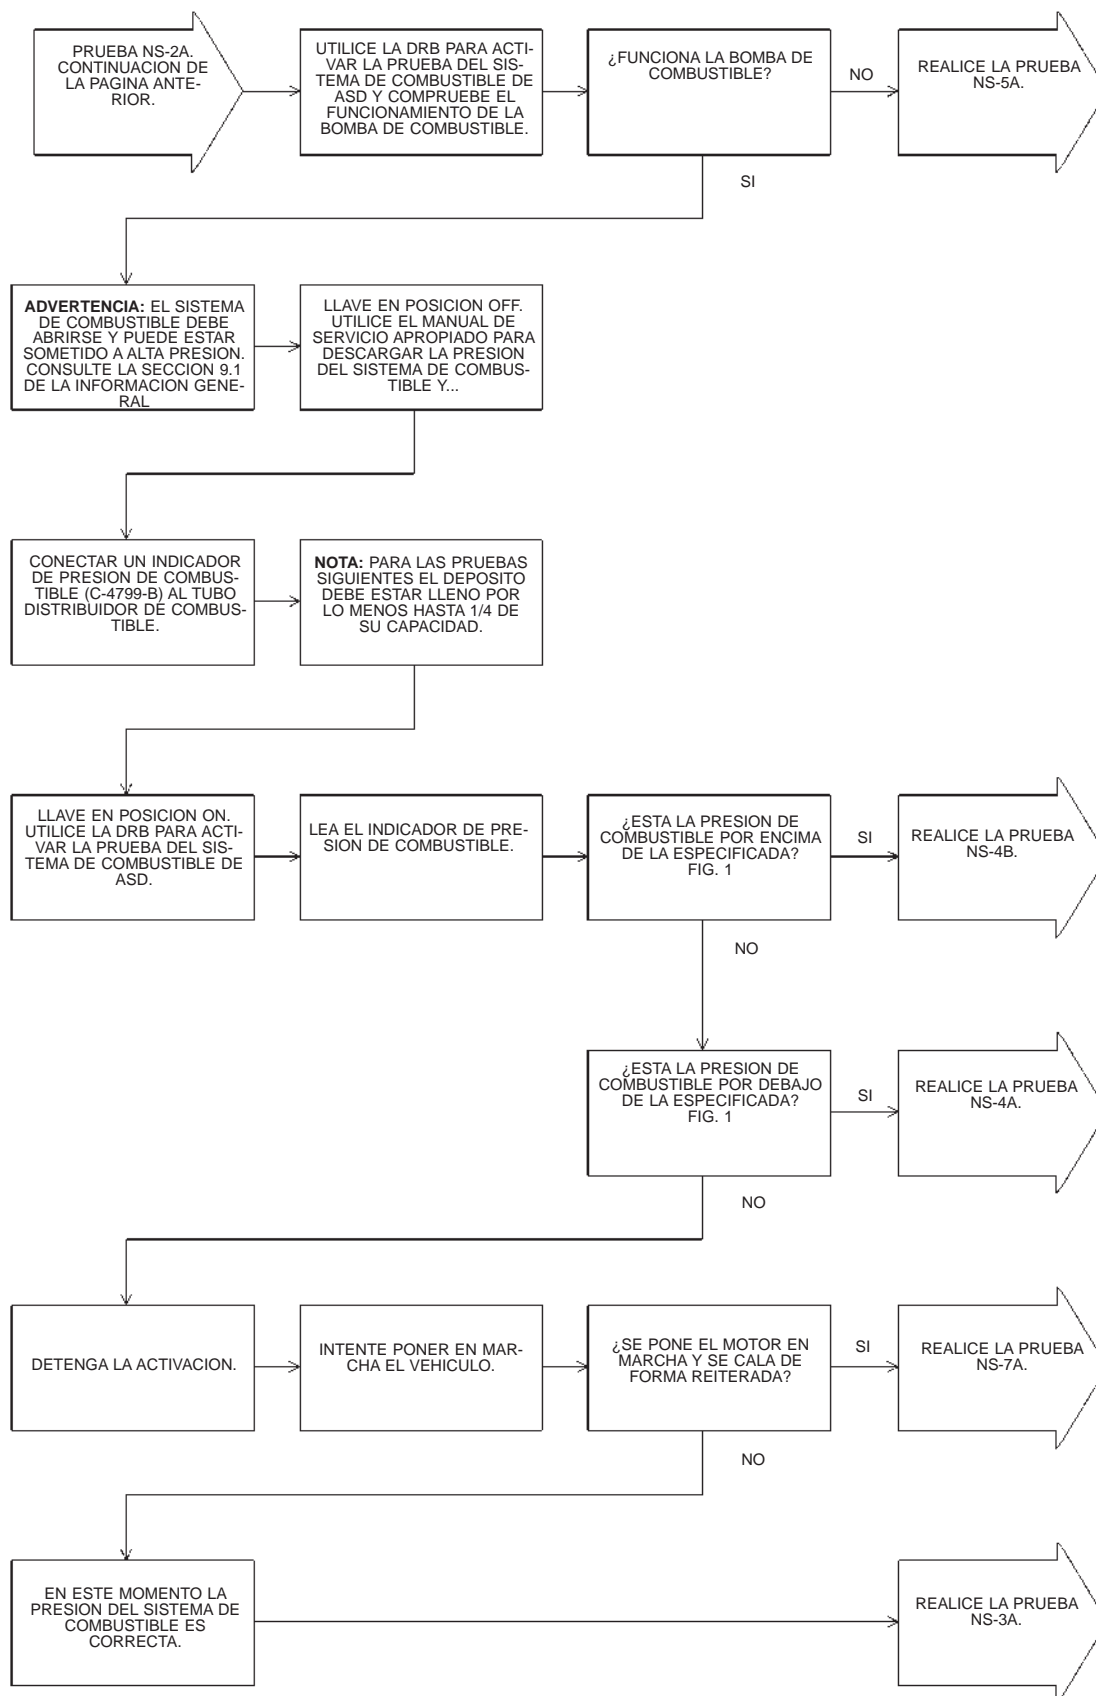 PRUEBA NS-2A.
CONTINUACION DE
LA PAGINA ANTE-
RIOR.
UTILICE LA DRB PARA ACTI-
VAR LA PRUEBA DEL SIS-
TEMA DE COMBUSTIBLE DE
ASD Y COMPRUEBE EL
FUNCIONAMIENTO DE LA
BOMBA DE COMBUSTIBLE.
¿FUNCIONA LA BOMBA DE
COMBUSTIBLE?
NO
REALICE LA PRUEBA
NS-5A.
SI
ADVERTENCIA: EL SISTEMA
DE COMBUSTIBLE DEBE
ABRIRSE Y PUEDE ESTAR
SOMETIDO A ALTA PRESION.
CONSULTE LA SECCION 9.1
DE LA INFORMACION GENE-
RAL
LLAVE EN POSICION OFF.
UTILICE EL MANUAL DE
SERVICIO APROPIADO PARA
DESCARGAR LA PRESION
DEL SISTEMA DE COMBUS-
TIBLE Y...
CONECTAR UN INDICADOR
DE PRESION DE COMBUS-
TIBLE (C-4799-B) AL TUBO
DISTRIBUIDOR DE COMBUS-
TIBLE.
NOTA: PARA LAS PRUEBAS
SIGUIENTES EL DEPOSITO
DEBE ESTAR LLENO POR
LO MENOS HASTA 1/4 DE
SU CAPACIDAD.
LLAVE EN POSICION ON.
UTILICE LA DRB PARA ACTI-
VAR LA PRUEBA DEL SIS-
TEMA DE COMBUSTIBLE DE
ASD.
LEA EL INDICADOR DE PRE-
SION DE COMBUSTIBLE.
¿ESTA LA PRESION DE
COMBUSTIBLE POR ENCIMA
DE LA ESPECIFICADA?
FIG. 1
SI
REALICE LA PRUEBA
NS-4B.
NO
¿ESTA LA PRESION DE
COMBUSTIBLE POR DEBAJO
DE LA ESPECIFICADA?
FIG. 1
SI
REALICE LA PRUEBA
NS-4A.
NO
DETENGA LA ACTIVACION.
INTENTE PONER EN MAR-
CHA EL VEHICULO.
¿SE PONE EL MOTOR EN
MARCHA Y SE CALA DE
FORMA REITERADA?
SI
REALICE LA PRUEBA
NS-7A.
NO
EN ESTE MOMENTO LA
PRESION DEL SISTEMA DE
COMBUSTIBLE ES
CORRECTA.
REALICE LA PRUEBA
NS-3A.